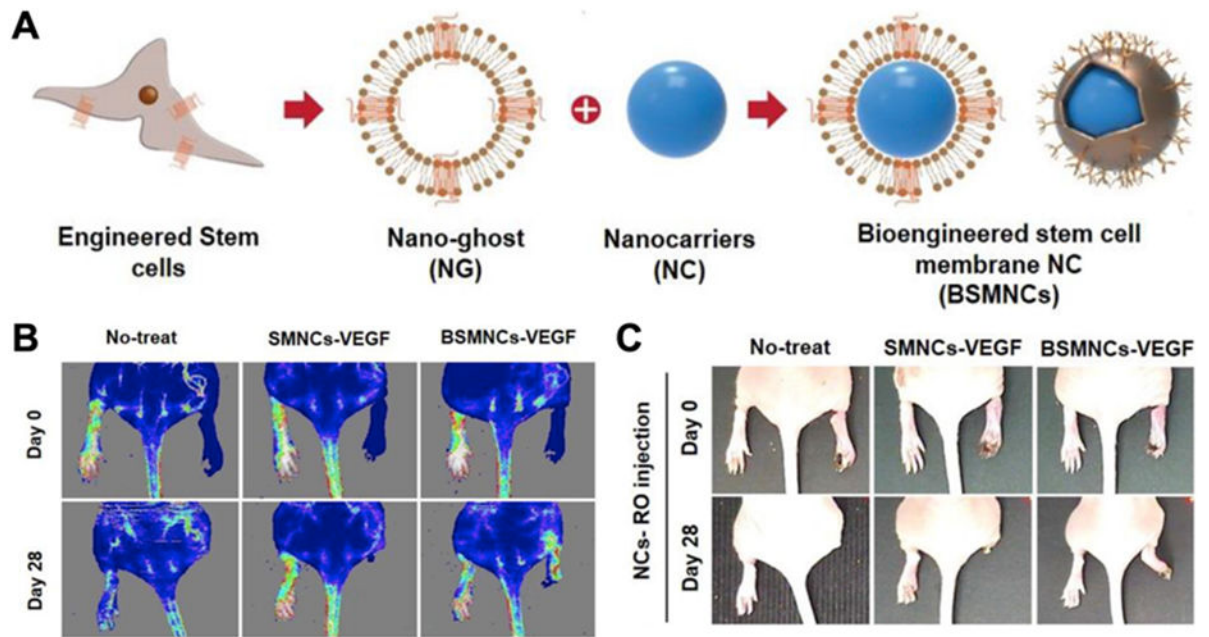 A
Engineered Stem
cells
Nano-ghost
(NG)
Nanocarriers
(NC)
Bioengineered stem cell
membrane NC
(BSMNCs)
B
No-treat
SMNCs-VEGF
BSMNCs-VEGF
Day 0
Day 28
C
No-treat
SMNCs-VEGF
BSMNCs-VEGF
NCs- RO injection
Day 0
Day 28